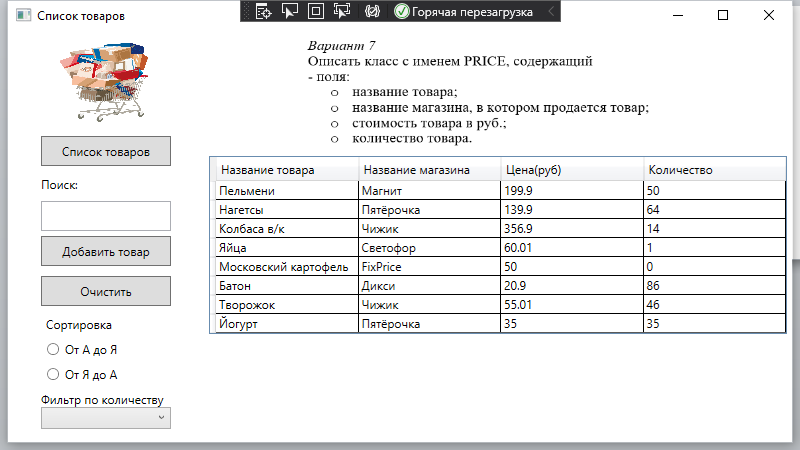 Список товаров
Горячая перезагрузка
Вариант 7
Описать класс с именем PRICE, содержащий
- поля:
o название товара;
o название магазина, в котором продается товар;
o стоимость товара в руб.;
o количество товара.
Список товаров
Поиск:
Добавить товар
Очистить
Сортировка
От А до Я
От Я до А
Фильтр по количеству
Название товара Название магазина Цена(руб) Количество
Пельмени Магнит 199.9 50
Нагетсы Пятёрочка 139.9 64
Колбаса в/к Чижик 356.9 14
Яйца Светофор 60.01 1
Московский картофель FixPrice 50 0
Батон Дикси 20.9 86
Творожок Чижик 55.01 46
Йогурт Пятёрочка 35 35